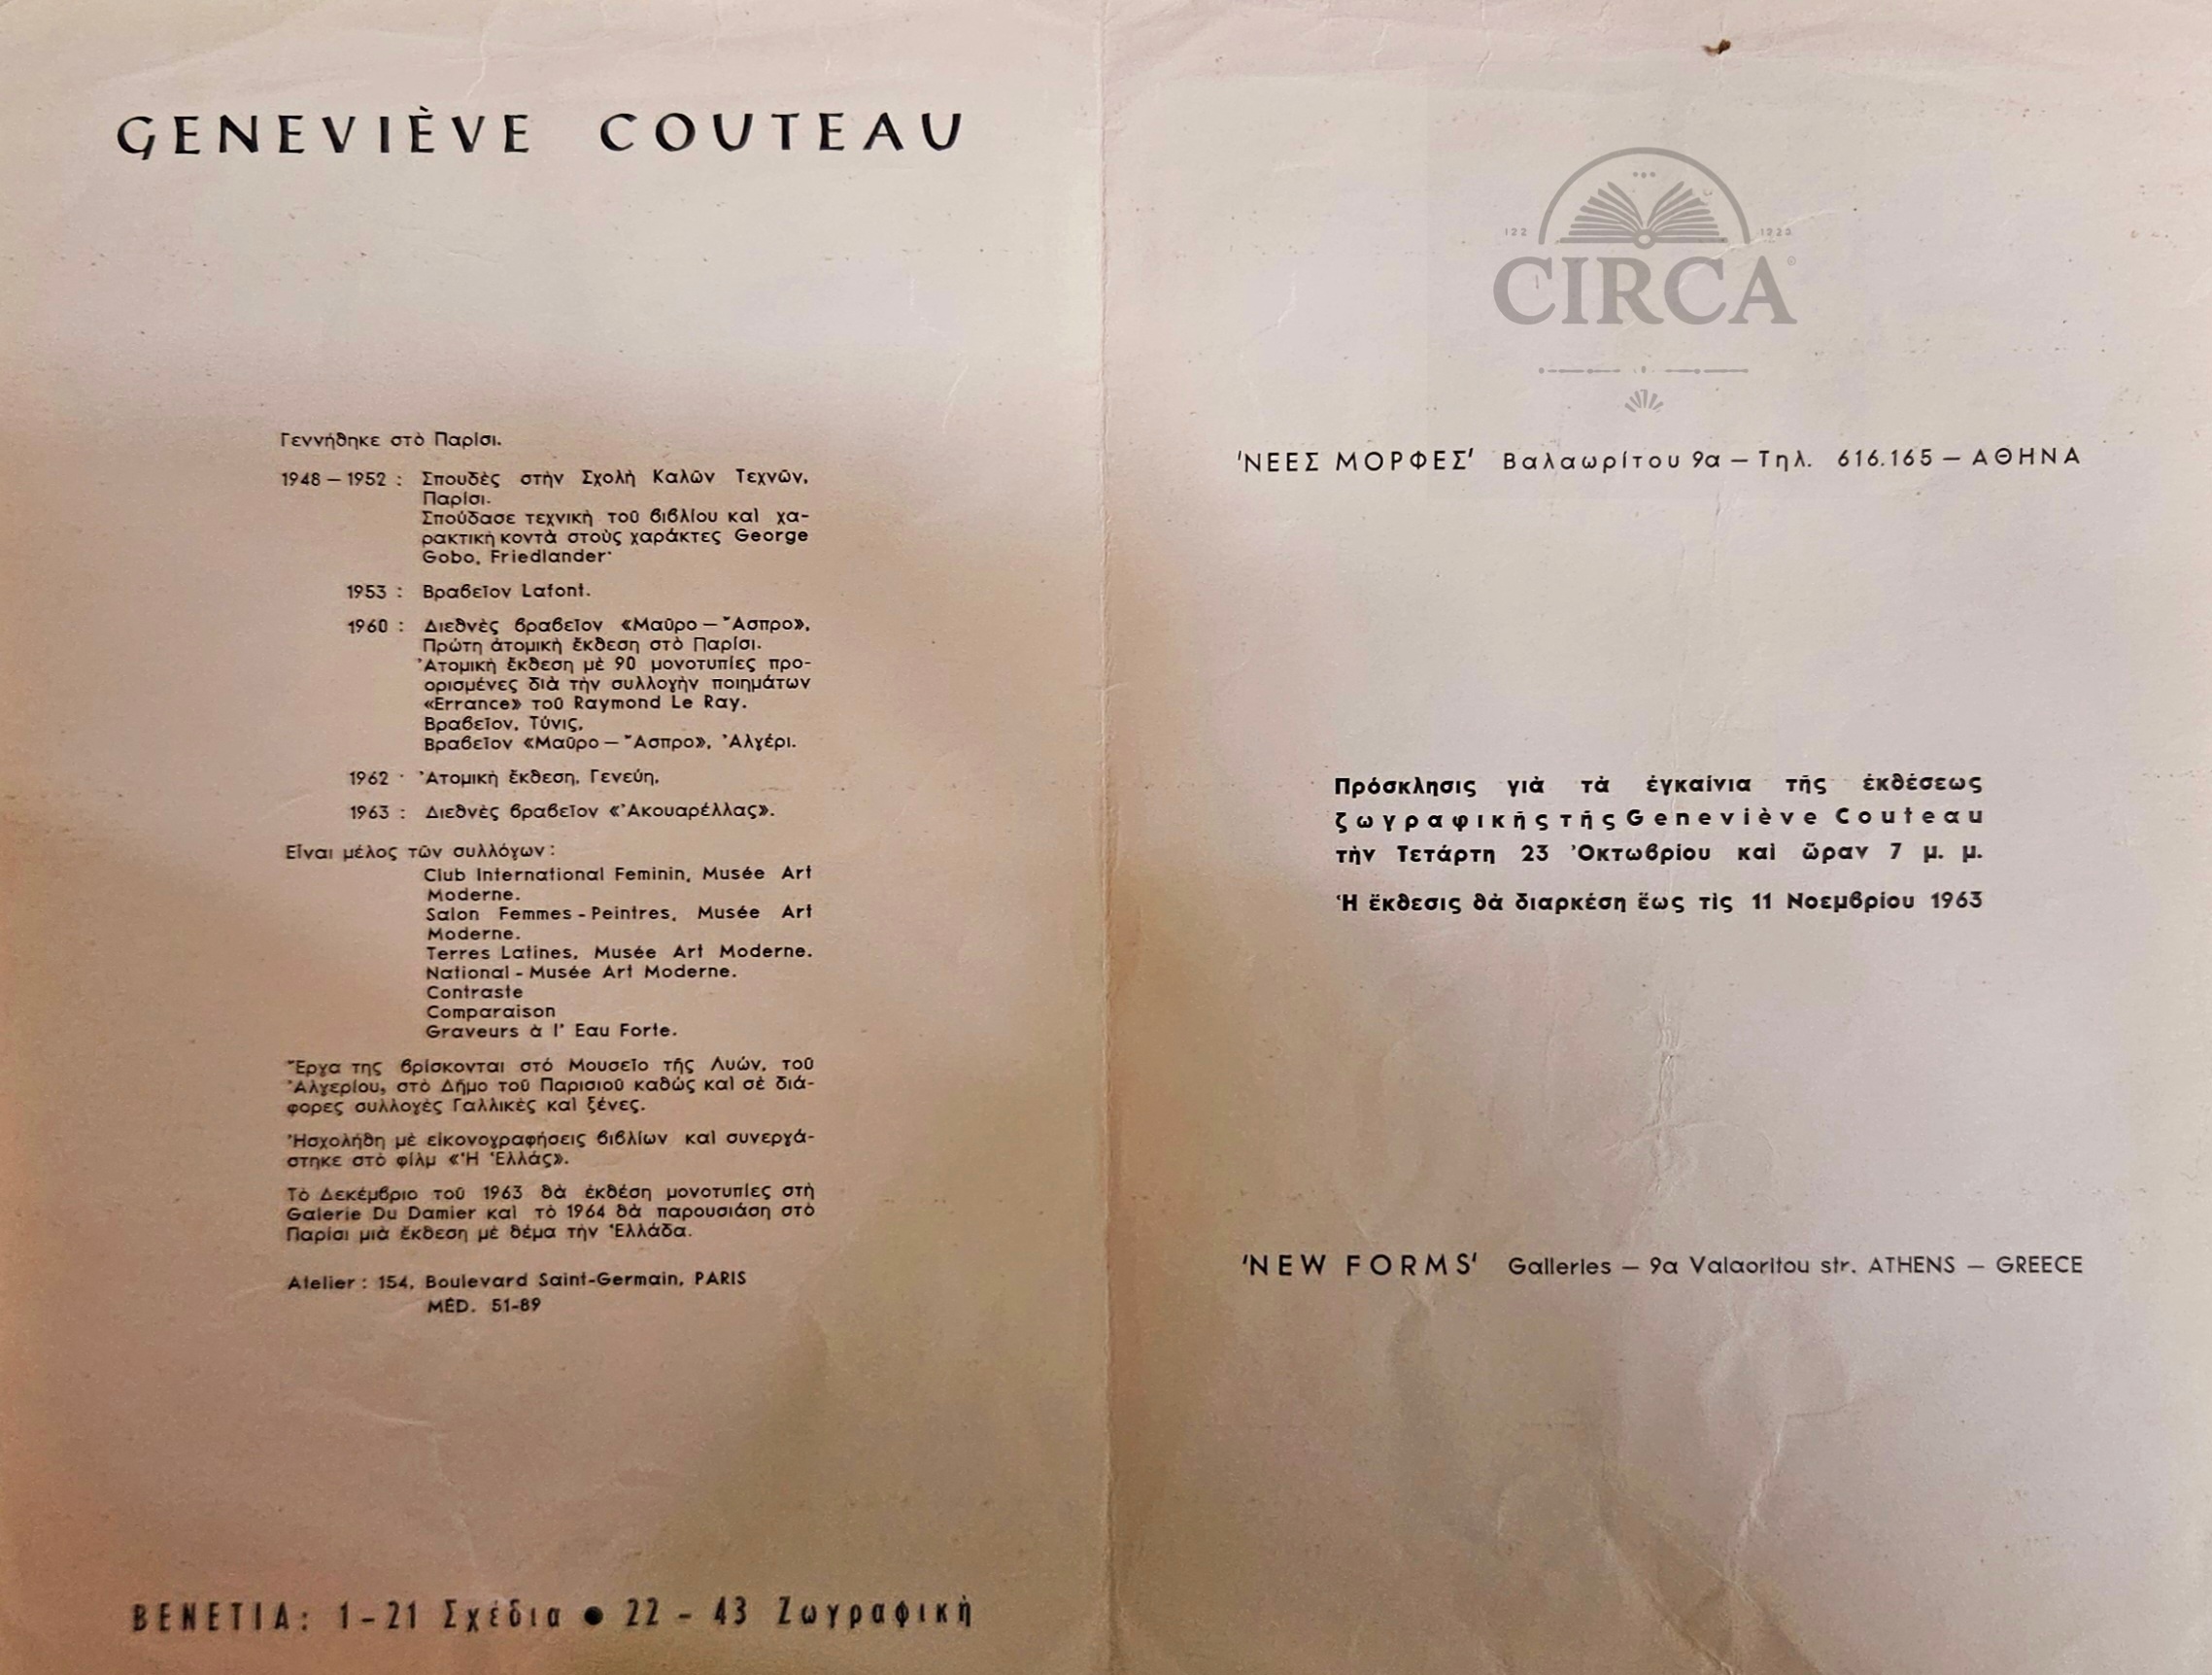 GENEVIÈVE COUTEAU
Γεννήθηκε στὸ Παρίσι.
1948 – 1952 : Σπουδὲς στὴν Σχολὴ Καλῶν Τεχνῶν,
Παρίσι.
Σπούδασε τεχνικὴ τοῦ βιβλίου καὶ χα-
ρακτικὴ κοντὰ στοὺς χαράκτες George
Gobo, Friedlander·
1953 : Βραβεῖον Lafont.
1960 : Διεθνὲς βραβεῖον «Μαῦρο – Ἄσπρο»,
Πρώτη ἀτομικὴ ἔκθεση στὸ Παρίσι.
Ἀτομικὴ ἔκθεση μὲ 90 μονοτυπίες προ-
ορισμένες διὰ τὴν συλλογὴν ποιημάτων
«Errance» τοῦ Raymond Le Ray.
Βραβεῖον, Τύνις,
Βραβεῖον «Μαῦρο – Ἄσπρο», Ἀλγέρι.
1962 · Ἀτομικὴ ἔκθεση, Γενεύη,
1963 : Διεθνὲς βραβεῖον «Ἀκουαρέλλας».
Εἶναι μέλος τῶν συλλόγων :
Club International Feminin, Musée Art
Moderne.
Salon Femmes - Peintres, Musée Art
Moderne.
Terres Latines, Musée Art Moderne.
National - Musée Art Moderne.
Contraste
Comparaison
Graveurs à l' Eau Forte.
Ἔργα της βρίσκονται στό Μουσεῖο τῆς Λυών, τοῦ
Ἀλγερίου, στὸ Δῆμο τοῦ Παρισιοῦ καθὼς καὶ σὲ διά-
φορες συλλογὲς Γαλλικὲς καὶ ξένες.
Ἠσχολήθη μὲ εἰκονογραφήσεις βιβλίων καὶ συνεργά-
στηκε στὸ φίλμ «Ἡ Ἑλλάς».
Τὸ Δεκέμβριο τοῦ 1963 θὰ ἐκθέση μονοτυπίες στὴ
Galerie Du Damier καὶ τὸ 1964 θὰ παρουσιάση στὸ
Παρίσι μιὰ ἔκθεση μὲ θέμα τὴν Ἑλλάδα.
Atelier : 154, Boulevard Saint-Germain, PARIS
MÉD. 51-89
ΒΕΝΕΤΙΑ: 1-21 Σχέδια ● 22 - 43 Ζωγραφικὴ
122 1223
CIRCA
'ΝΕΕΣ ΜΟΡΦΕΣ' Βαλαωρίτου 9α – Τηλ. 616.165 – ΑΘΗΝΑ
Πρόσκλησις γιὰ τὰ ἐγκαίνια τῆς ἐκθέσεως
ζωγραφικῆς τῆς Geneviève Couteau
τὴν Τετάρτη 23 Ὀκτωβρίου καὶ ὥραν 7 μ. μ.
Ἡ ἔκθεσις θὰ διαρκέση ἕως τὶς 11 Νοεμβρίου 1963
'NEW FORMS' Galleries – 9α Valaoritou str. ATHENS – GREECE